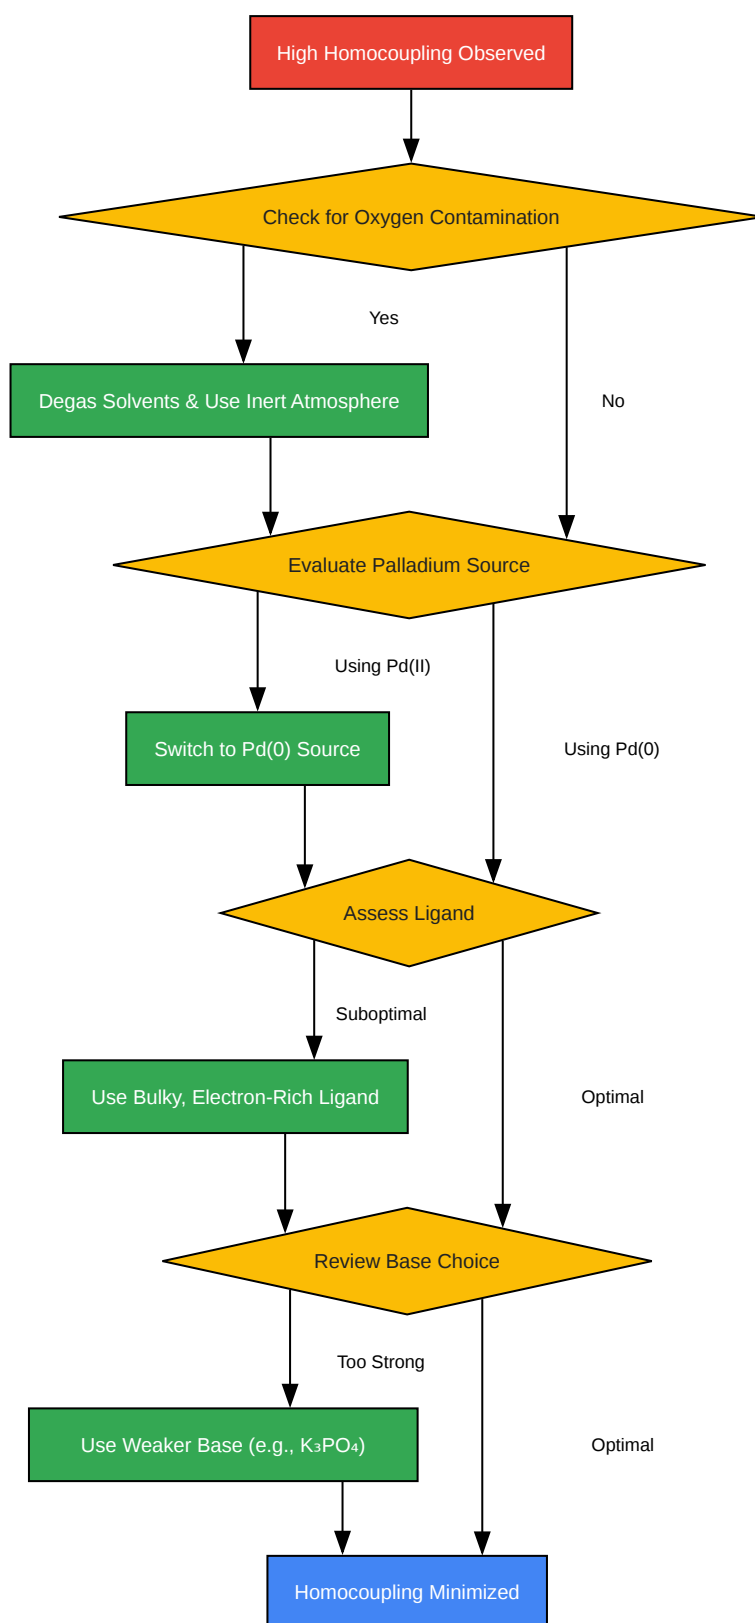 High Homocoupling Observed
Check for Oxygen Contamination
Yes
Degas Solvents & Use Inert Atmosphere
No
Evaluate Palladium Source
Using Pd(II)
Switch to Pd(0) Source
Using Pd(0)
Assess Ligand
Suboptimal
Use Bulky, Electron-Rich Ligand
Optimal
Review Base Choice
Too Strong
Use Weaker Base (e.g., K₃PO₄)
Optimal
Homocoupling Minimized